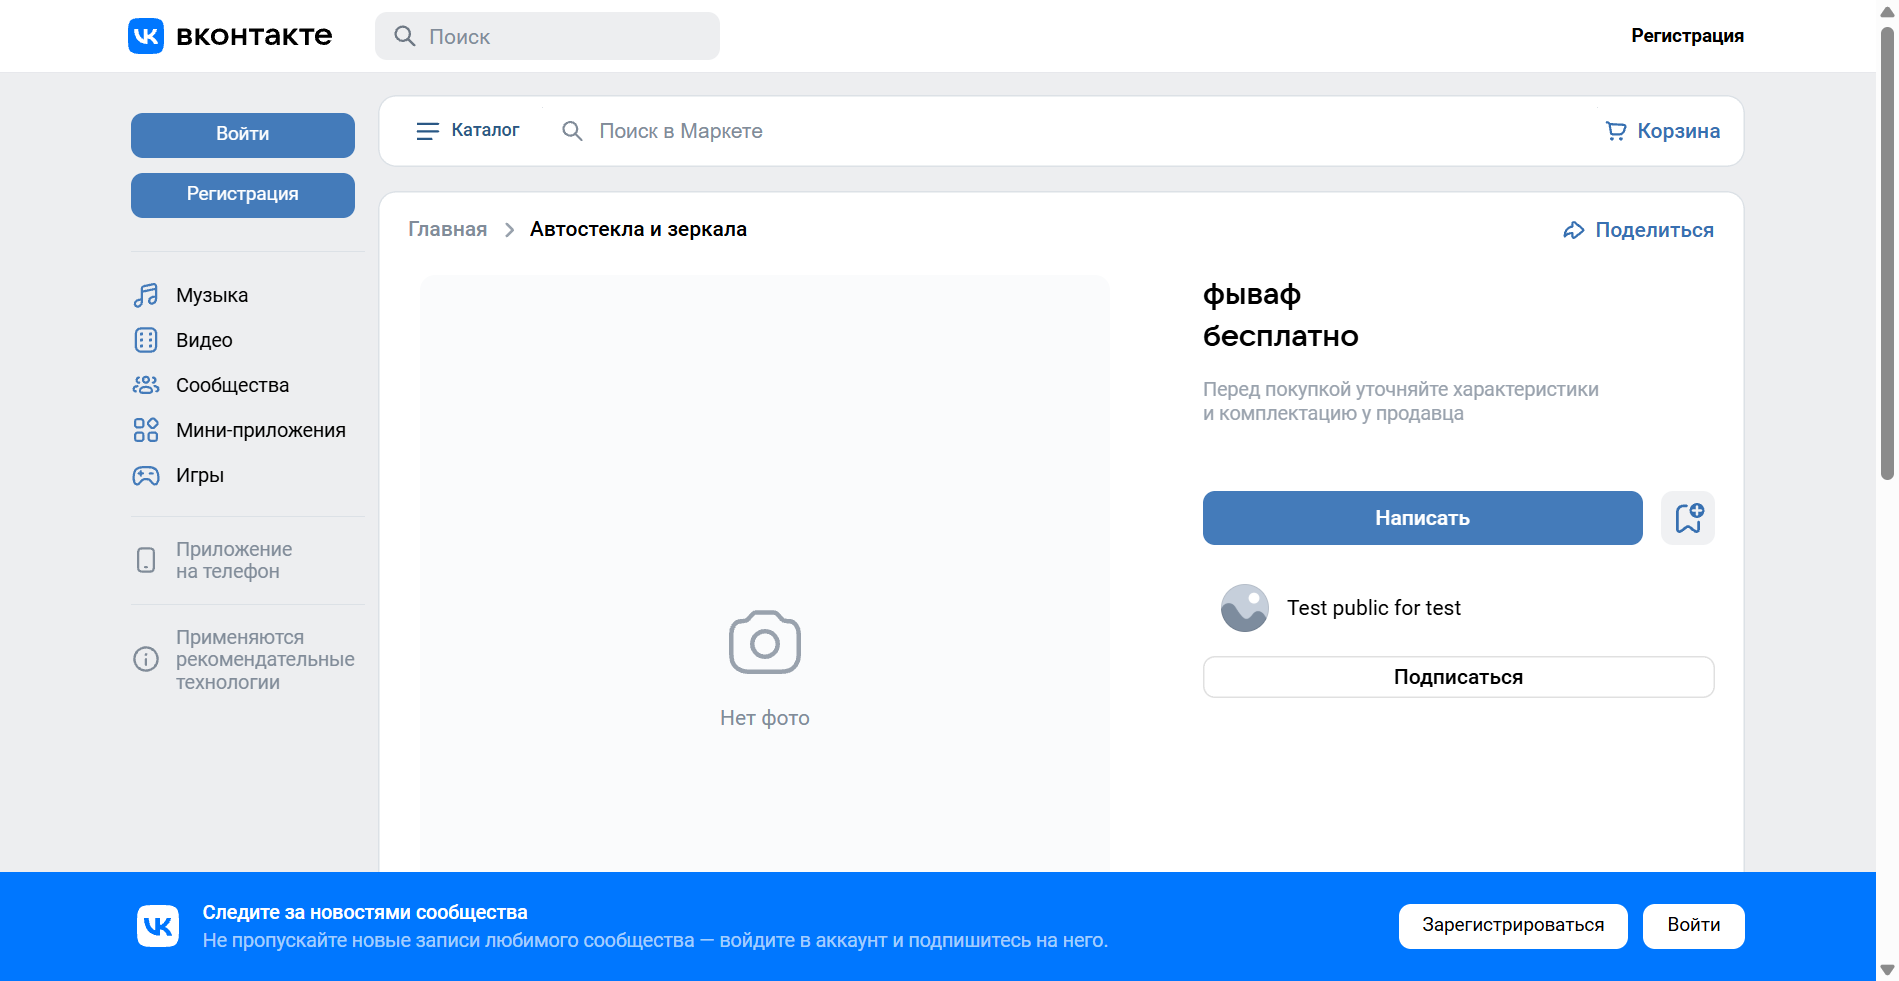 вконтакте
Поиск
Регистрация
Войти
Регистрация
Музыка
Видео
Сообщества
Мини-приложения
Игры
Приложение
на телефон
Применяются
рекомендательные
технологии
Каталог
Поиск в Маркете
Корзина
Главная
Автостекла и зеркала
Поделиться
Нет фото
фываф
бесплатно
Перед покупкой уточняйте характеристики
и комплектацию у продавца
Написать
Test public for test
Подписаться
Следите за новостями сообщества
Не пропускайте новые записи любимого сообщества — войдите в аккаунт и подпишитесь на него.
Зарегистрироваться
Войти